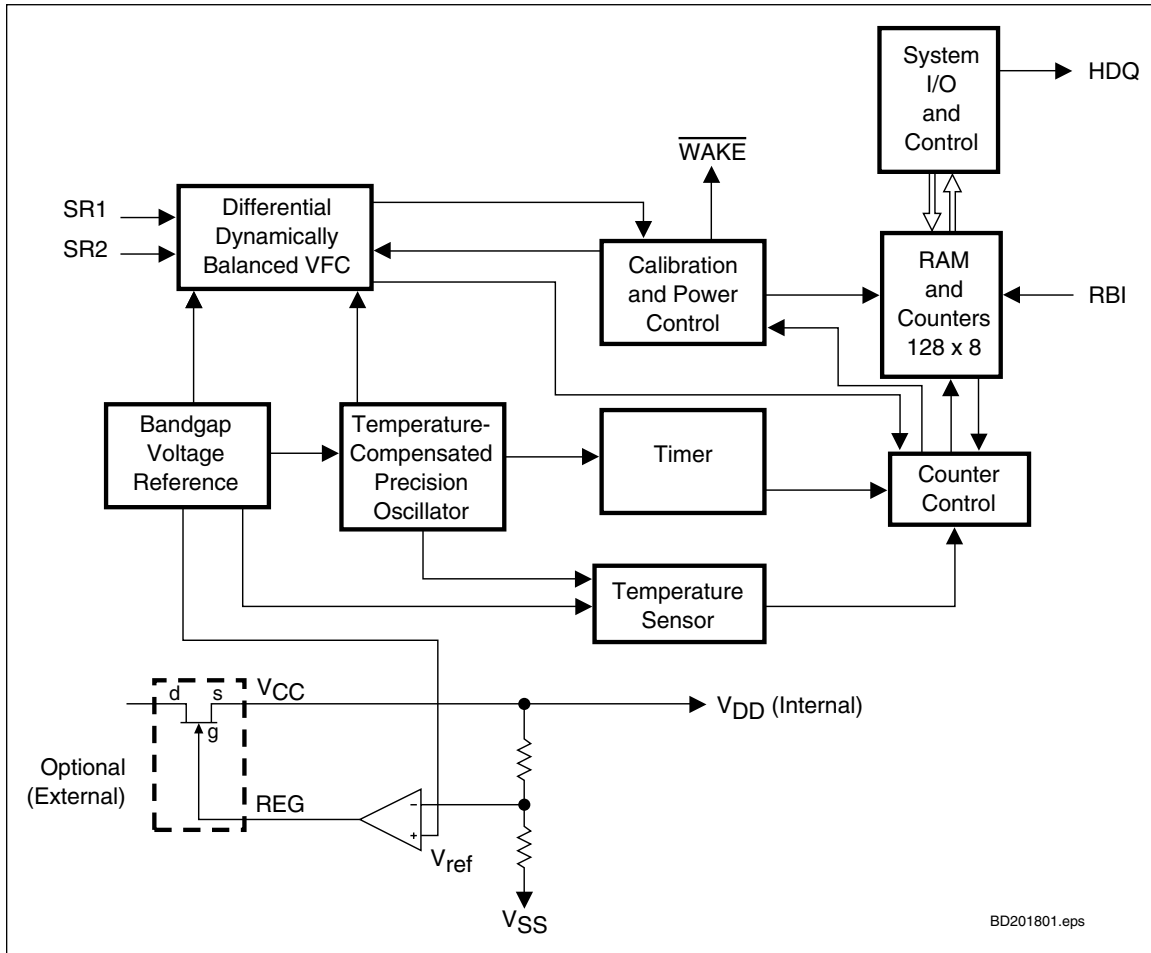 System
I/O
and
Control
HDQ
WAKE
SR1
SR2
Differential
Dynamically
Balanced VFC
Calibration
and Power
Control
RAM
and
Counters
128 x 8
RBI
Bandgap
Voltage
Reference
Temperature-
Compensated
Precision
Oscillator
Timer
Counter
Control
Temperature
Sensor
d
s
g
VCC
VDD (Internal)
Optional
(External)
REG
−
+
Vref
VSS
BD201801.eps